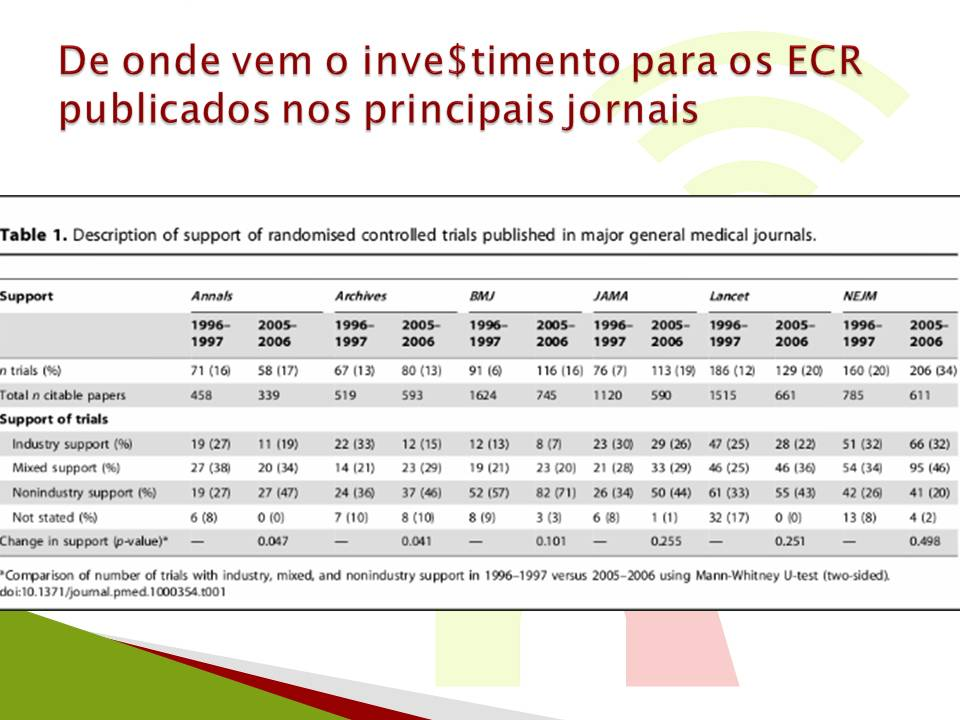 De onde vem o inve$timento para os ECR
publicados nos principais jornais
Table 1. Description of support of randomised controlled trials published in major general medical journals.
Support Annals Archives BMJ JAMA Lancet NEJM
1996– 2005– 1996– 2005– 1996– 2005– 1996– 2005– 1996– 2005– 1996– 2005–
1997 2006 1997 2006 1997 2006 1997 2006 1997 2006 1997 2006
n trials (%) 71 (16) 58 (17) 67 (13) 80 (13) 91 (6) 116 (16) 76 (7) 113 (19) 186 (12) 129 (20) 160 (20) 206 (34)
Total n citable papers 458 339 519 593 1624 745 1120 590 1515 661 785 611
Support of trials
Industry support (%) 19 (27) 11 (19) 22 (33) 12 (15) 12 (13) 8 (7) 23 (30) 29 (26) 47 (25) 28 (22) 51 (32) 66 (32)
Mixed support (%) 27 (38) 20 (34) 14 (21) 23 (29) 19 (21) 23 (20) 21 (28) 33 (29) 46 (25) 46 (36) 54 (34) 95 (46)
Nonindustry support (%) 19 (27) 27 (47) 24 (36) 37 (46) 52 (57) 82 (71) 26 (34) 50 (44) 61 (33) 55 (43) 42 (26) 41 (20)
Not stated (%) 6 (8) 0 (0) 7 (10) 8 (10) 8 (9) 3 (3) 6 (8) 1 (1) 32 (17) 0 (0) 13 (8) 4 (2)
Change in support (p-value)* — 0.047 — 0.041 — 0.101 — 0.255 — 0.251 — 0.498
*Comparison of number of trials with industry, mixed, and nonindustry support in 1996–1997 versus 2005–2006 using Mann-Whitney U-test (two-sided).
doi:10.1371/journal.pmed.1000354.t001